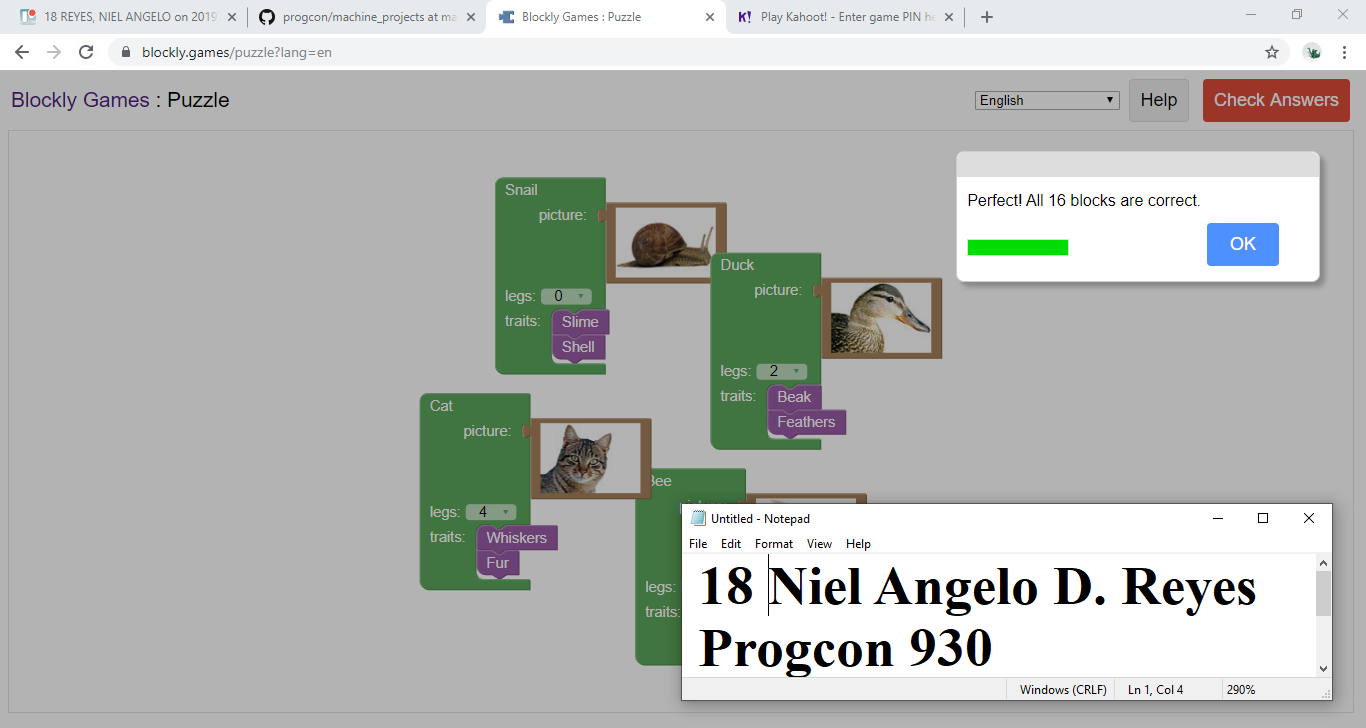 18 REYES, NIEL ANGELO on 2019
progcon/machine_projects at ma
Blockly Games : Puzzle
Play Kahoot! - Enter game PIN he
blockly.games/puzzle?lang=en
Blockly Games : Puzzle
English
Help
Check Answers
Perfect! All 16 blocks are correct.
OK
Snail
picture:
legs: 0
traits: Slime
Shell
Duck
picture:
legs: 2
traits: Beak
Feathers
Cat
picture:
legs: 4
traits: Whiskers
Fur
Bee
legs:
traits:
Untitled - Notepad
File Edit Format View Help
18 Niel Angelo D. Reyes
Progcon 930
Windows (CRLF) Ln 1, Col 4 290%